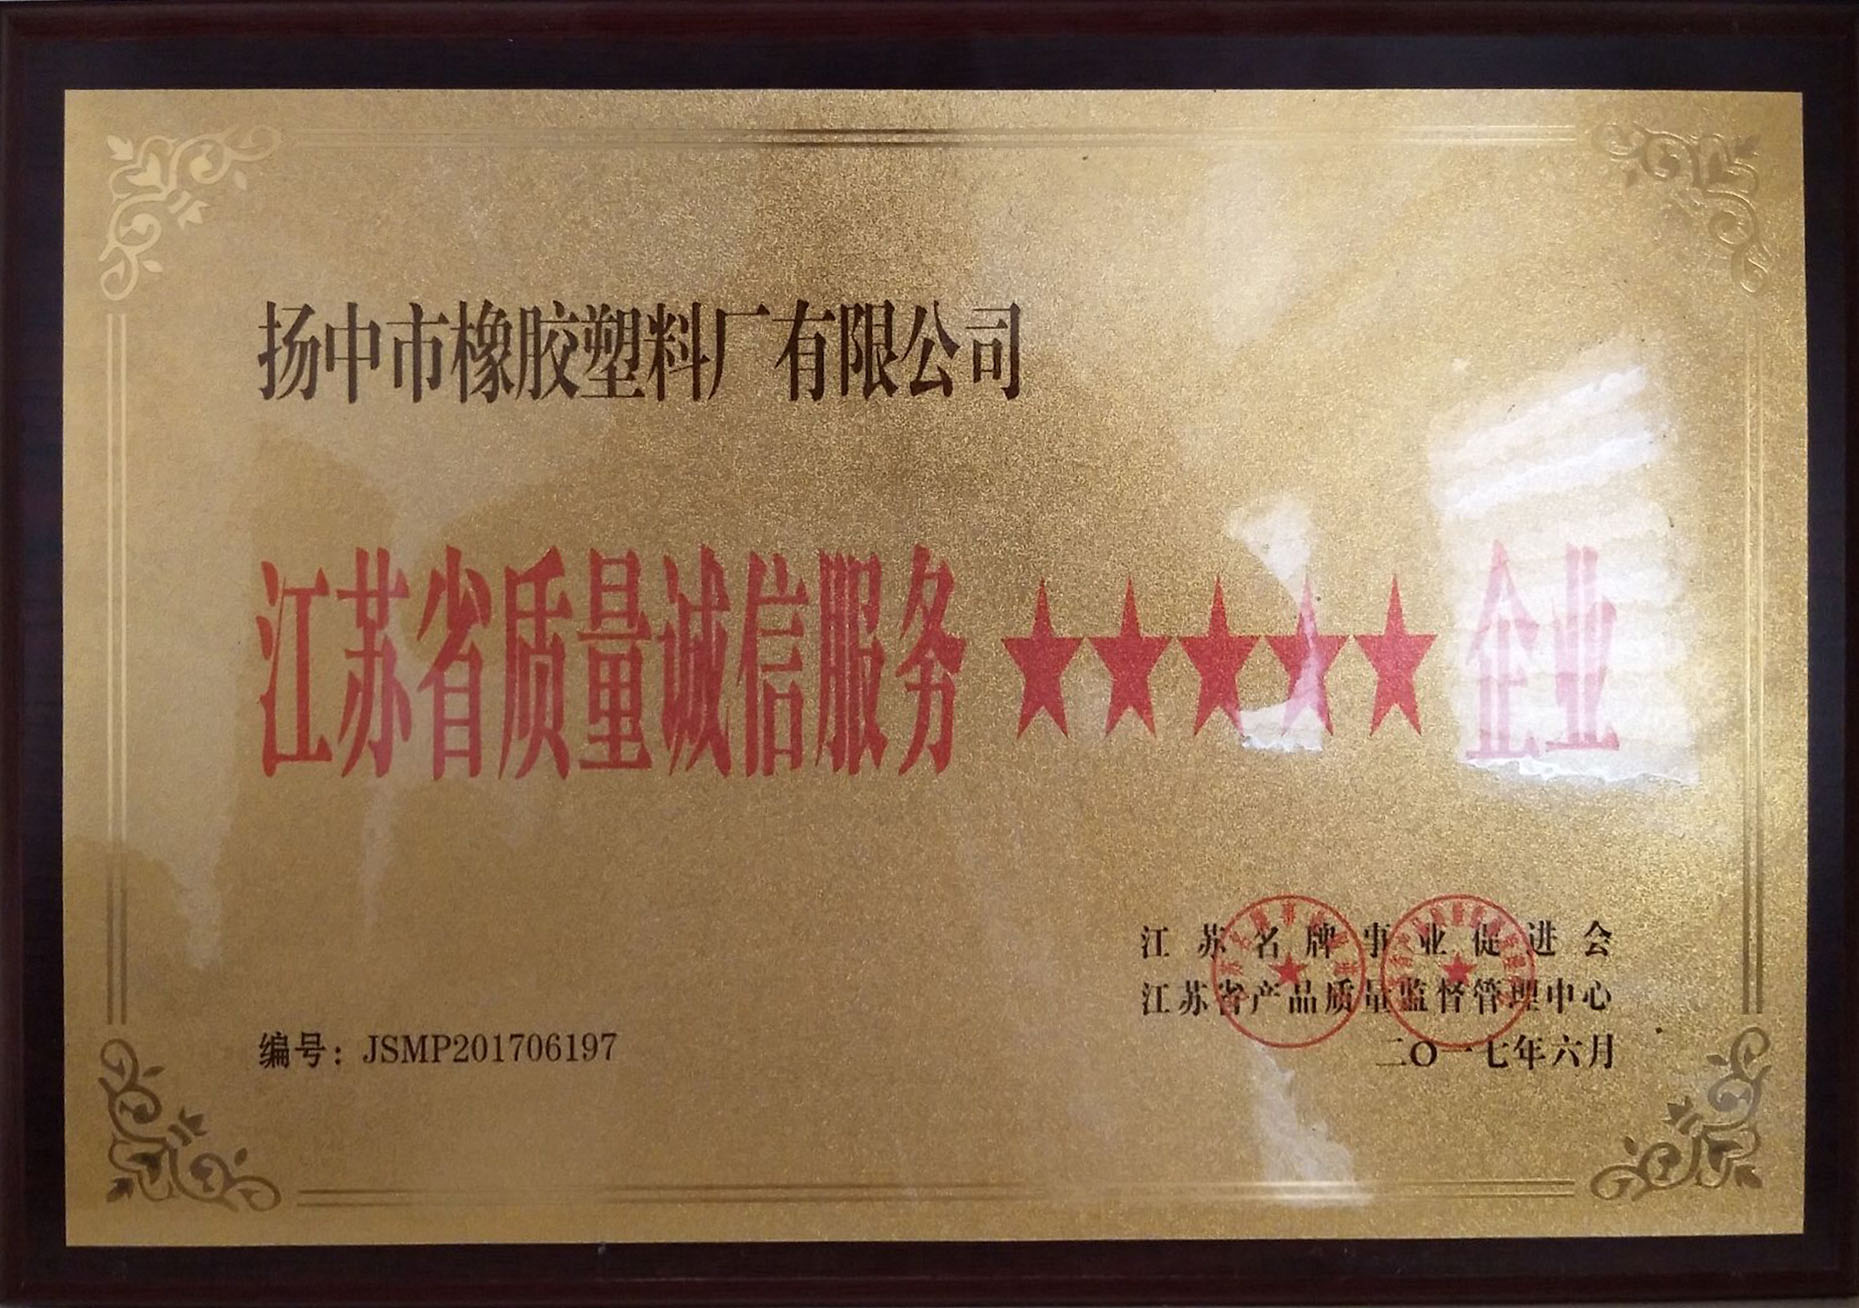 扬中市橡胶塑料厂有限公司
江苏省质量诚信服务★★★★★企业
江苏名牌事业促进会
江苏省产品质量监督管理中心
编号：JSMP201706197
二〇一七年六月